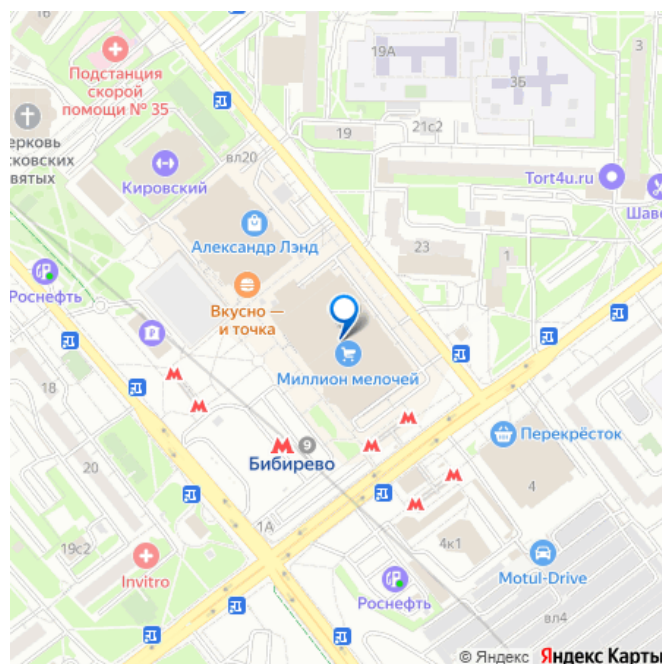 3
19А
Подстанция
скорой
помощи № 35
3Б
ерковь
сковских
вятых
вл20
19
21с2
Кировский
Tort4u.ru
Шаве
Александр Лэнд
23
1
Роснефть
Вкусно —
и точка
Миллион мелочей
18
Перекрёсток
9
Бибирево
20
4
1А
19с2
4к1
Invitro
Motul-Drive
Роснефть
вл4
© Яндекс Яндекс Карты